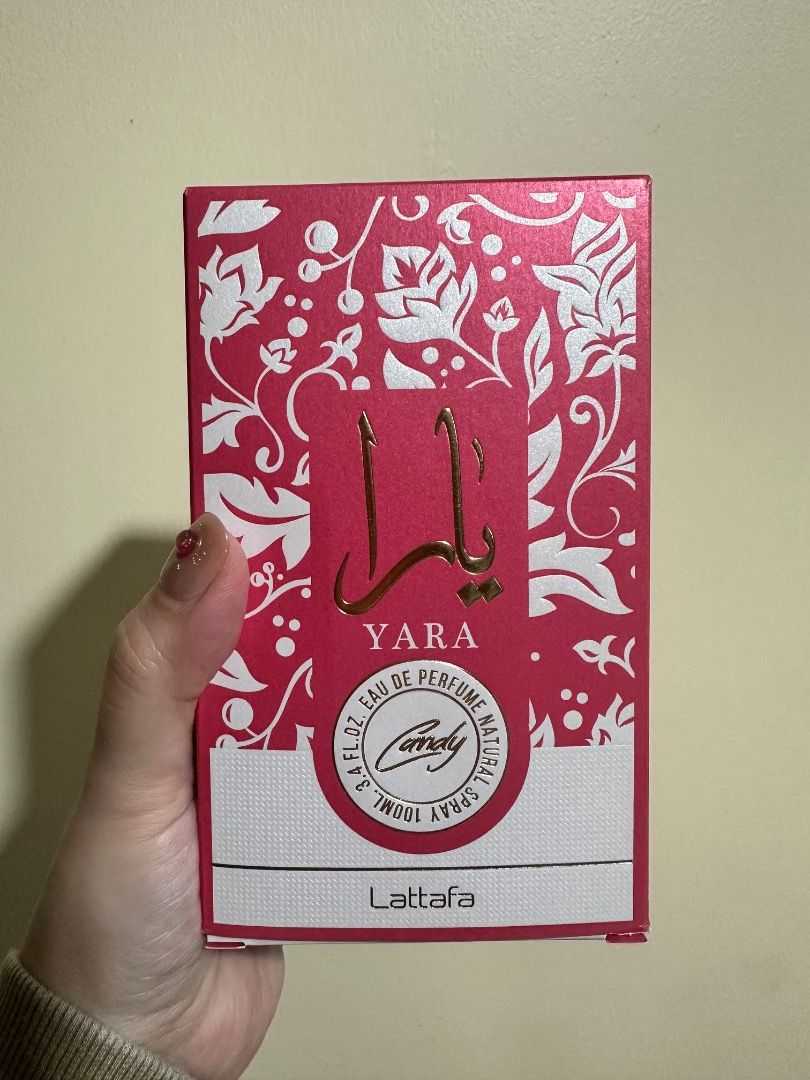 يارا
YARA
EAU DE PERFUME NATURAL SPRAY 100ML. 3.4 FL.OZ.
Candy
Lattafa